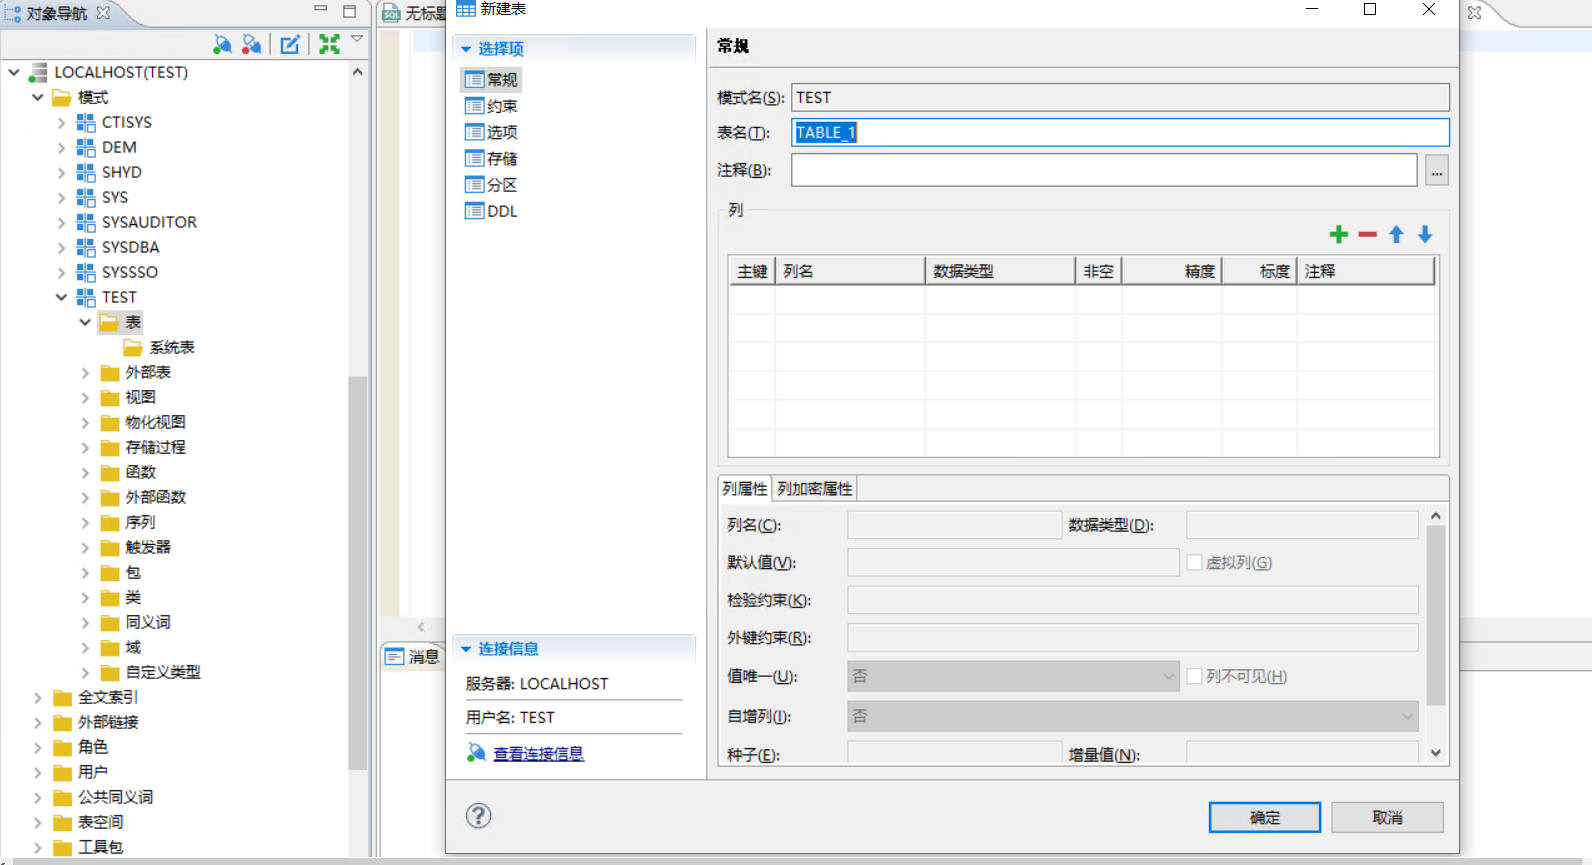 对象导航
LOCALHOST(TEST)
模式
CTISYS
DEM
SHYD
SYS
SYSAUDITOR
SYSDBA
SYSSSO
TEST
表
系统表
外部表
视图
物化视图
存储过程
函数
外部函数
序列
触发器
包
类
同义词
域
自定义类型
全文索引
外部链接
角色
用户
公共同义词
表空间
工具包
SQL 无标题
消息
新建表
选择项
常规
约束
选项
存储
分区
DDL
连接信息
服务器: LOCALHOST
用户名: TEST
查看连接信息
常规
模式名(S): TEST
表名(T): TABLE_1
注释(B): ...
列
主键 列名 数据类型 非空 精度 标度 注释
列属性 列加密属性
列名(C): 数据类型(D):
默认值(V): 虚拟列(G)
检验约束(K):
外键约束(R):
值唯一(U): 否 列不可见(H)
自增列(I): 否
种子(E): 增量值(N):
? 确定 取消